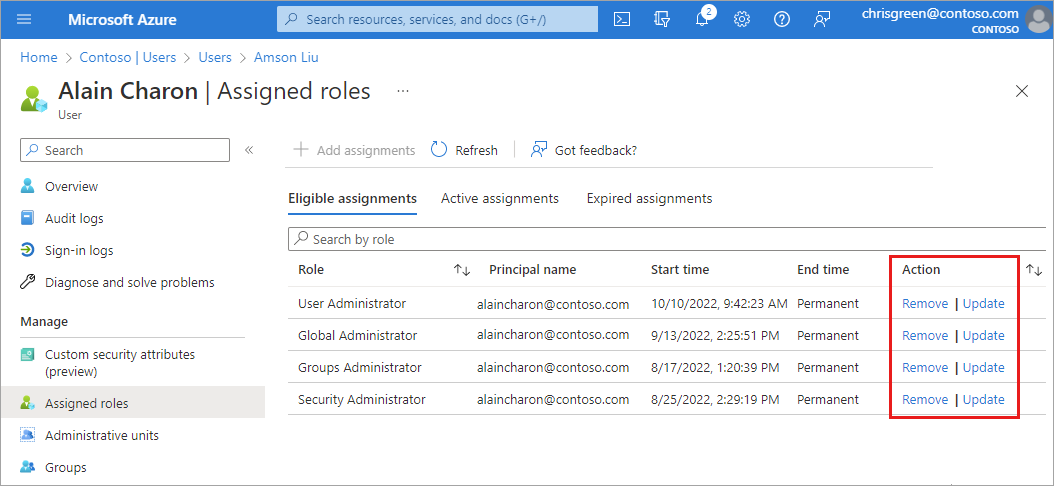 Microsoft Azure
Search resources, services, and docs (G+/)
2
chrisgreen@contoso.com
CONTOSO
Home > Contoso | Users > Users > Amson Liu
Alain Charon | Assigned roles ...
User
Search «
Add assignments Refresh Got feedback?
Overview
Audit logs
Sign-in logs
Diagnose and solve problems
Manage
Custom security attributes
(preview)
Assigned roles
Administrative units
Groups
Eligible assignments Active assignments Expired assignments
Search by role
Role Principal name Start time End time Action
User Administrator alaincharon@contoso.com 10/10/2022, 9:42:23 AM Permanent Remove | Update
Global Administrator alaincharon@contoso.com 9/13/2022, 2:25:51 PM Permanent Remove | Update
Groups Administrator alaincharon@contoso.com 8/17/2022, 1:20:39 PM Permanent Remove | Update
Security Administrator alaincharon@contoso.com 8/25/2022, 2:29:19 PM Permanent Remove | Update